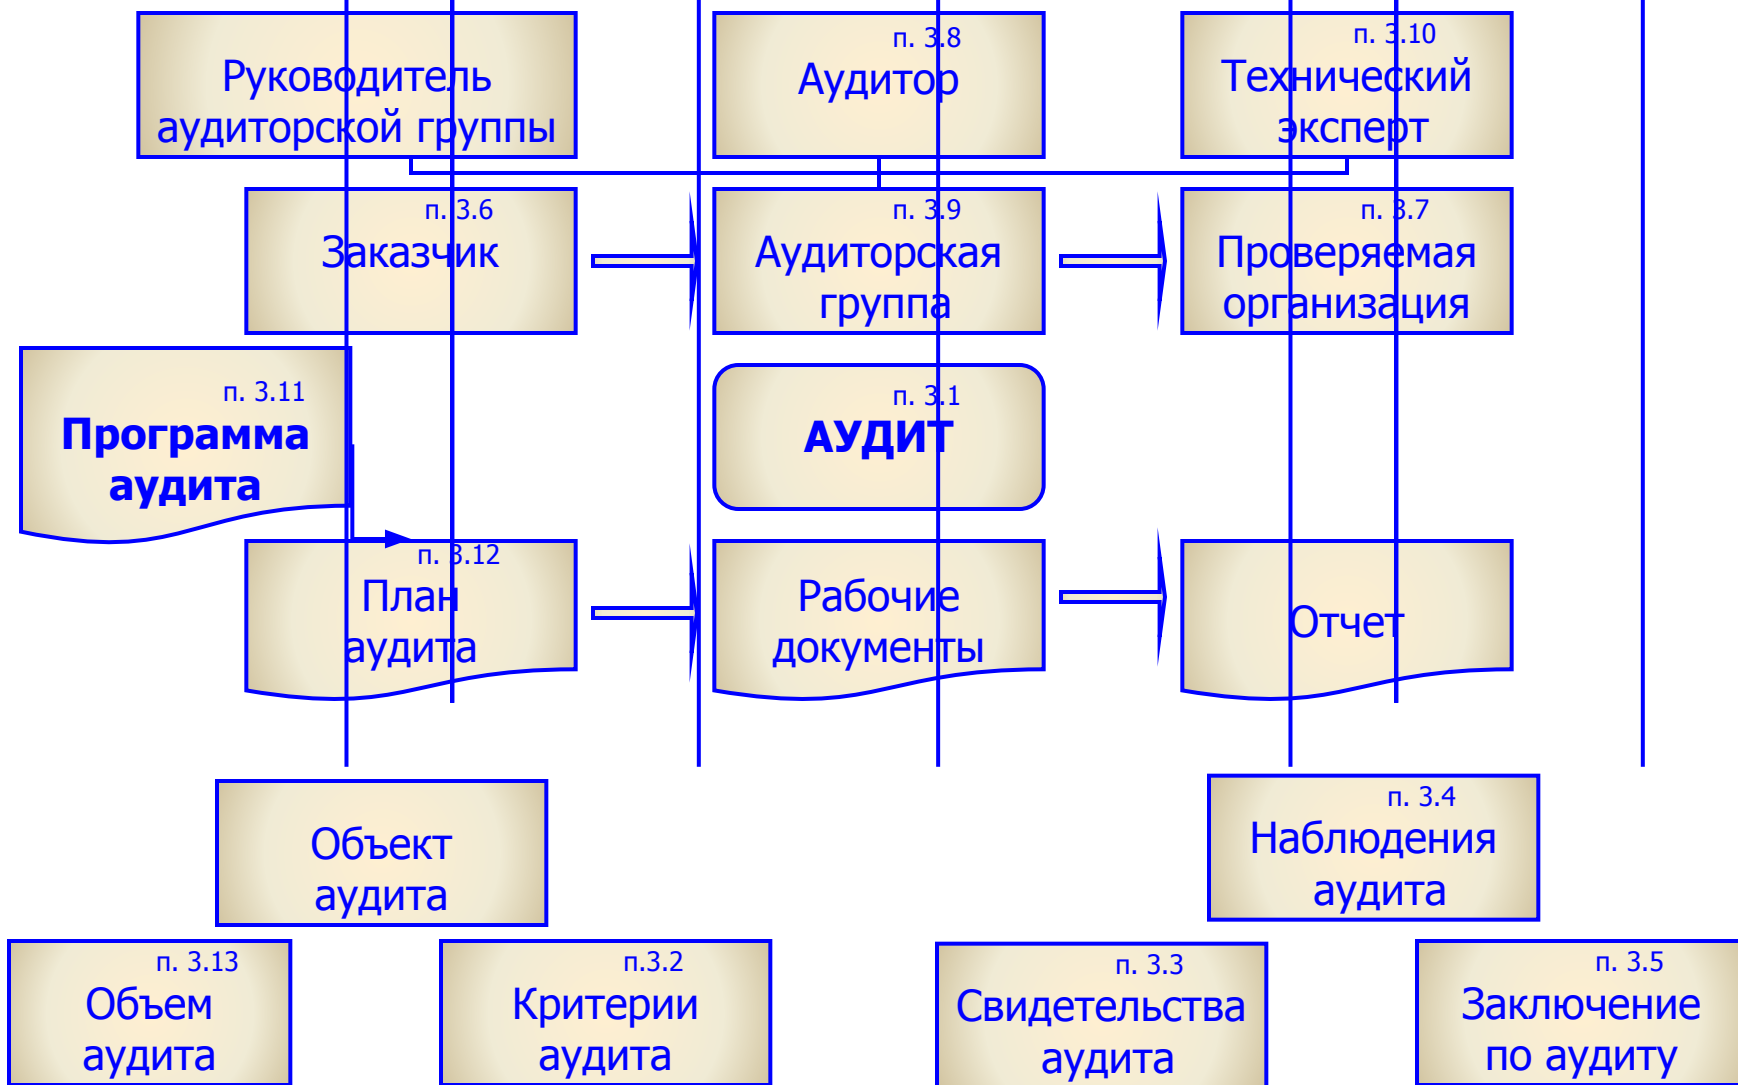 Руководитель
аудиторской группы
п. 3.8
Аудитор
п. 3.10
Технический
эксперт
п. 3.6
Заказчик
п. 3.9
Аудиторская
группа
п. 3.7
Проверяемая
организация
п. 3.11
Программа
аудита
п. 3.1
АУДИТ
п. 3.12
План
аудита
Рабочие
документы
Отчет
Объект
аудита
п. 3.4
Наблюдения
аудита
п. 3.13
Объем
аудита
п.3.2
Критерии
аудита
п. 3.3
Свидетельства
аудита
п. 3.5
Заключение
по аудиту